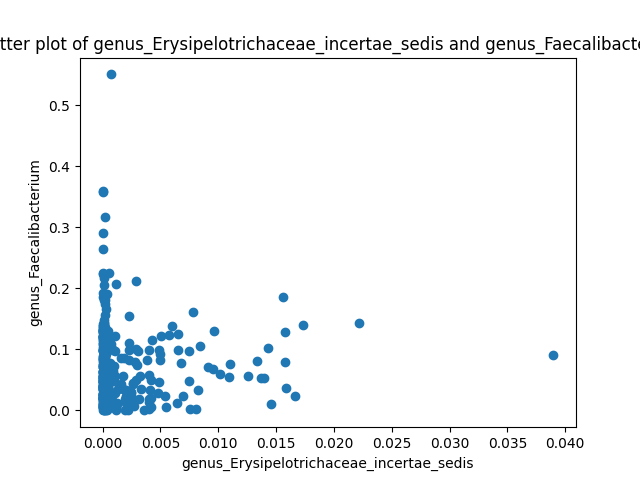 tter plot of genus_Erysipelotrichaceae_incertae_sedis and genus_Faecalibacte
0.5
0.4
0.3
0.2
0.1
0.0
genus_Faecalibacterium
0.000 0.005 0.010 0.015 0.020 0.025 0.030 0.035 0.040
genus_Erysipelotrichaceae_incertae_sedis